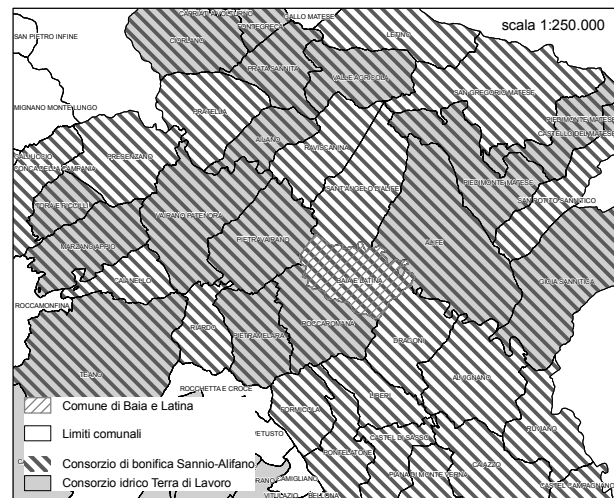 CAPRIATI A VOLTURNO
GALLO MATESE
scala 1:250.000
FONTEGRECA
LETINO
SAN PIETRO INFINE
CIORLANO
PRATA SANNITA
VALLE AGRICOLA
SAN GREGORIO MATESE
MIGNANO MONTE LUNGO
PRATELLA
PIEDIMONTE MATESE
CASTELLO DEL MATESE
AILANO
RAVISCANINA
GALLUCCIO
PRESENZANO
CONCA DELLA CAMPANIA
PIEDIMONTE MATESE
SANT'ANGELO D'ALIFE
SAN POTITO SANNITICO
TORA E PICCILLI
VAIRANO PATENORA
MARZANO APPIO
PIETRAVAIRANO
ALIFE
CAIANELLO
BAIA E LATINA
GIOIA SANNITICA
ROCCAMONFINA
RIARDO
PIETRAMELARA
ROCCAROMANA
DRAGONI
TEANO
ROCCHETTA E CROCE
LIBERI
ALVIGNANO
Comune di Baia e Latina
FORMICOLA
RUVIANO
Limiti comunali
CASTEL DI SASSO
PONTELATONE
CAIAZZO
Consorzio di bonifica Sannio-Alifano
PIANA DI MONTE VERNA
Consorzio idrico Terra di Lavoro
CAMIGLIANO
CASTEL CAMPAGNANO
VITULAZIO
BELLONA